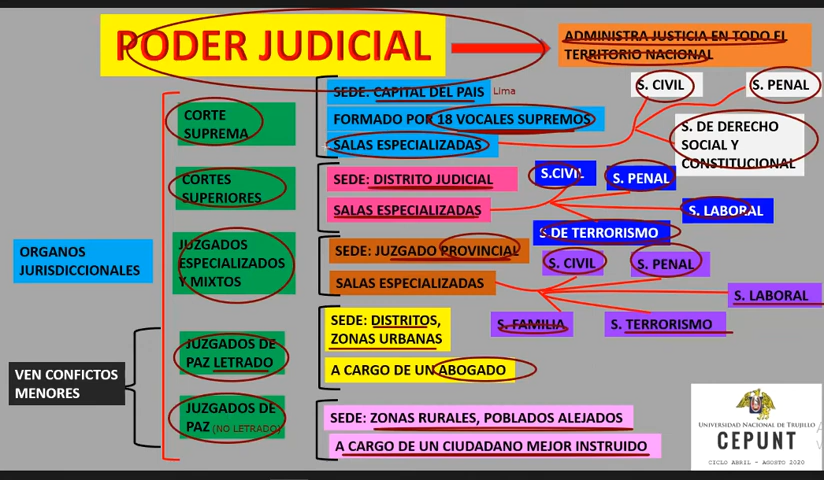 PODER JUDICIAL
ADMINISTRA JUSTICIA EN TODO EL
TERRITORIO NACIONAL
ORGANOS
JURISDICCIONALES
CORTE
SUPREMA
SEDE: CAPITAL DEL PAIS Lima
FORMADO POR 18 VOCALES SUPREMOS
SALAS ESPECIALIZADAS
S. CIVIL
S. PENAL
S. DE DERECHO
SOCIAL Y
CONSTITUCIONAL
CORTES
SUPERIORES
SEDE: DISTRITO JUDICIAL
SALAS ESPECIALIZADAS
S.CIVIL
S. PENAL
S. LABORAL
S. DE TERRORISMO
JUZGADOS
ESPECIALIZADOS
Y MIXTOS
SEDE: JUZGADO PROVINCIAL
SALAS ESPECIALIZADAS
S. CIVIL
S. PENAL
S. LABORAL
S. FAMILIA
S. TERRORISMO
VEN CONFICTOS
MENORES
JUZGADOS DE
PAZ LETRADO
SEDE: DISTRITOS,
ZONAS URBANAS
A CARGO DE UN ABOGADO
JUZGADOS DE
PAZ (NO LETRADO)
SEDE: ZONAS RURALES, POBLADOS ALEJADOS
A CARGO DE UN CIUDADANO MEJOR INSTRUIDO
UNIVERSIDAD NACIONAL DE TRUJILLO
CEPUNT
CICLO ABRIL - AGOSTO 2020